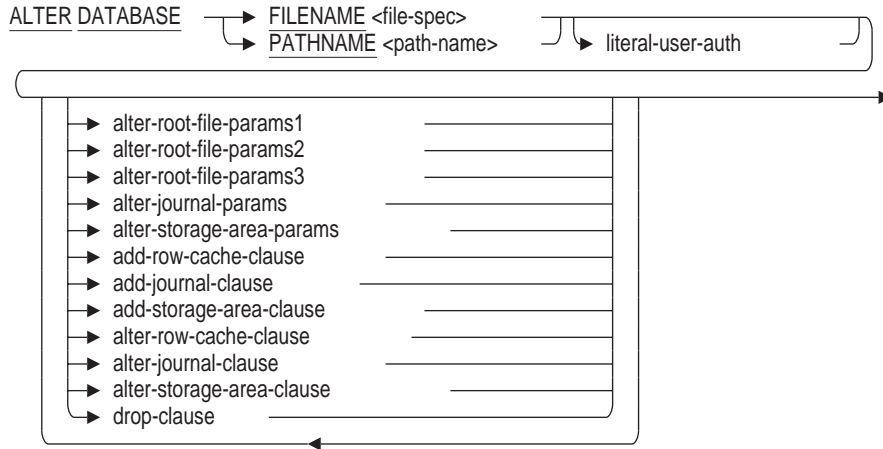 ALTER DATABASE FILENAME <file-spec>
PATHNAME <path-name> literal-user-auth
alter-root-file-params1
alter-root-file-params2
alter-root-file-params3
alter-journal-params
alter-storage-area-params
add-row-cache-clause
add-journal-clause
add-storage-area-clause
alter-row-cache-clause
alter-journal-clause
alter-storage-area-clause
drop-clause